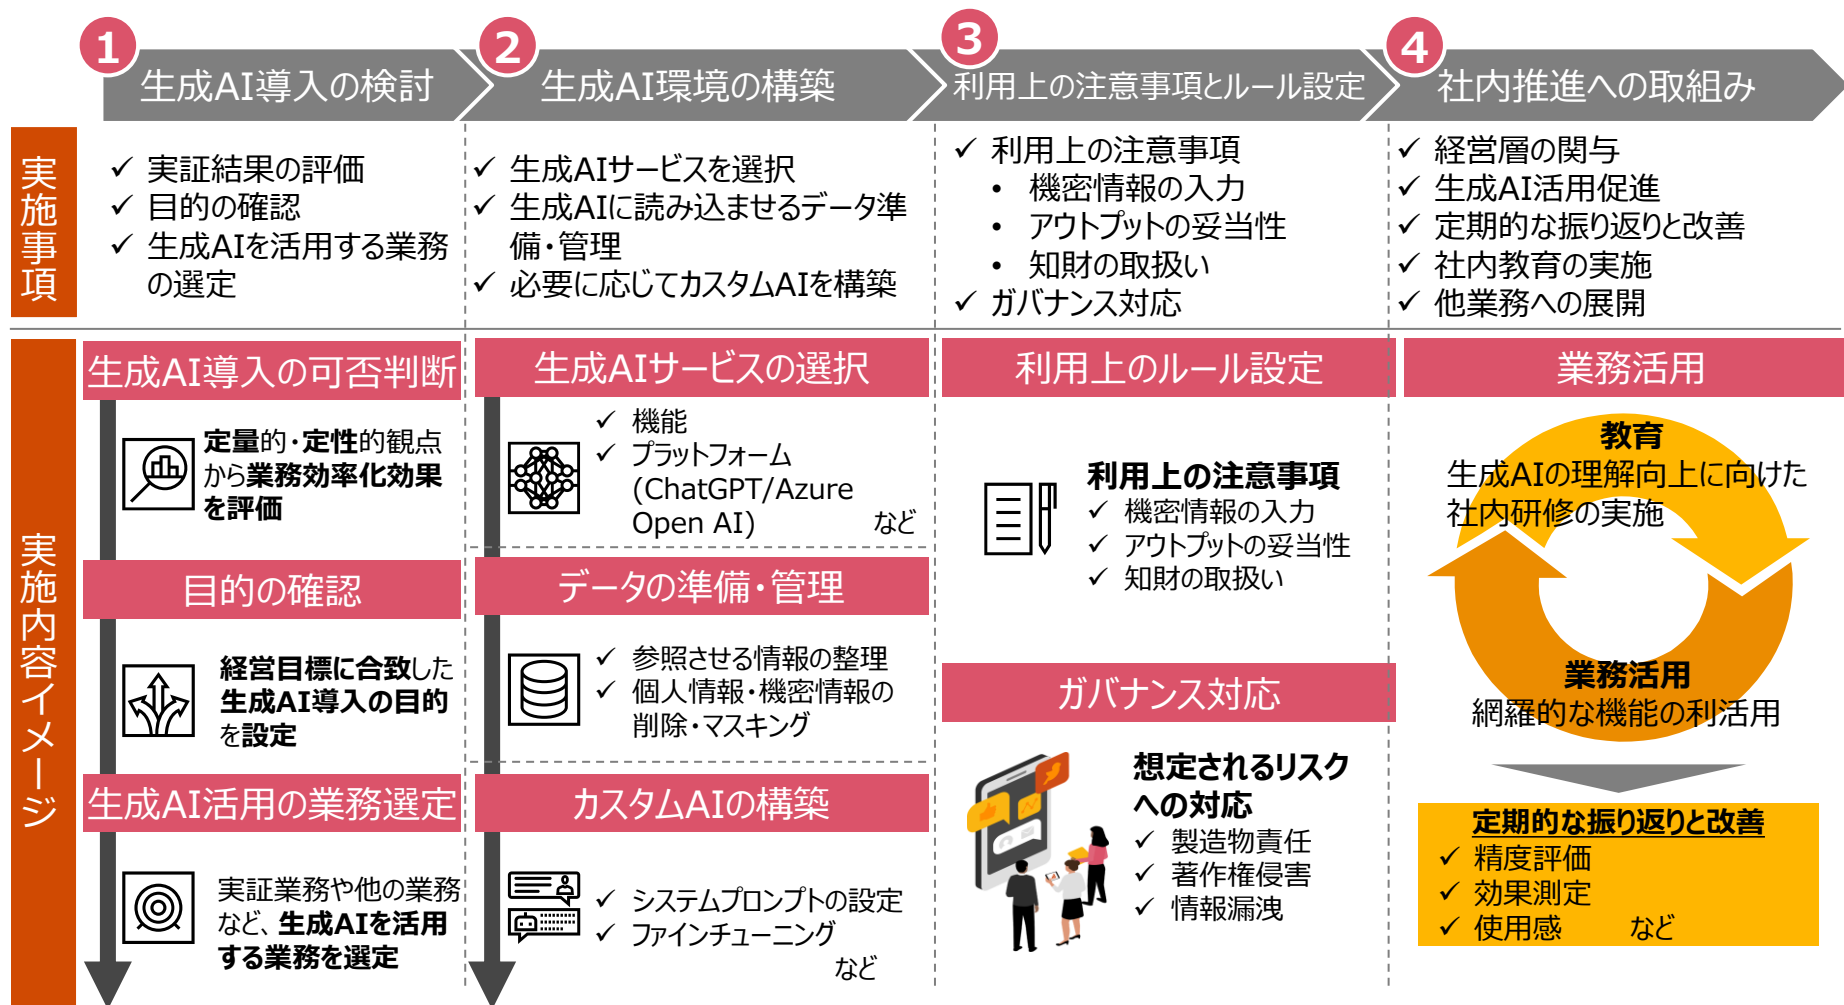 1
生成AI導入の検討
2
生成AI環境の構築
3
利用上の注意事項とルール設定
4
社内推進への取組み
実施事項
✓ 実証結果の評価
✓ 目的の確認
✓ 生成AIを活用する業務
の選定
✓ 生成AIサービスを選択
✓ 生成AIに読み込ませるデータ準
備・管理
✓ 必要に応じてカスタムAIを構築
✓ 利用上の注意事項
• 機密情報の入力
• アウトプットの妥当性
• 知財の取扱い
✓ ガバナンス対応
✓ 経営層の関与
✓ 生成AI活用促進
✓ 定期的な振り返りと改善
✓ 社内教育の実施
✓ 他業務への展開
実施内容イメージ
生成AI導入の可否判断
定量的・定性的観点
から業務効率化効果
を評価
目的の確認
経営目標に合致した
生成AI導入の目的
を設定
生成AI活用の業務選定
実証業務や他の業務
など、生成AIを活用
する業務を選定
生成AIサービスの選択
✓ 機能
✓ プラットフォーム
(ChatGPT/Azure
Open AI) など
データの準備・管理
✓ 参照させる情報の整理
✓ 個人情報・機密情報の
削除・マスキング
カスタムAIの構築
✓ システムプロンプトの設定
✓ ファインチューニング
など
利用上のルール設定
利用上の注意事項
✓ 機密情報の入力
✓ アウトプットの妥当性
✓ 知財の取扱い
ガバナンス対応
想定されるリスク
への対応
✓ 製造物責任
✓ 著作権侵害
✓ 情報漏洩
業務活用
教育
生成AIの理解向上に向けた
社内研修の実施
業務活用
網羅的な機能の利活用
定期的な振り返りと改善
✓ 精度評価
✓ 効果測定
✓ 使用感 など